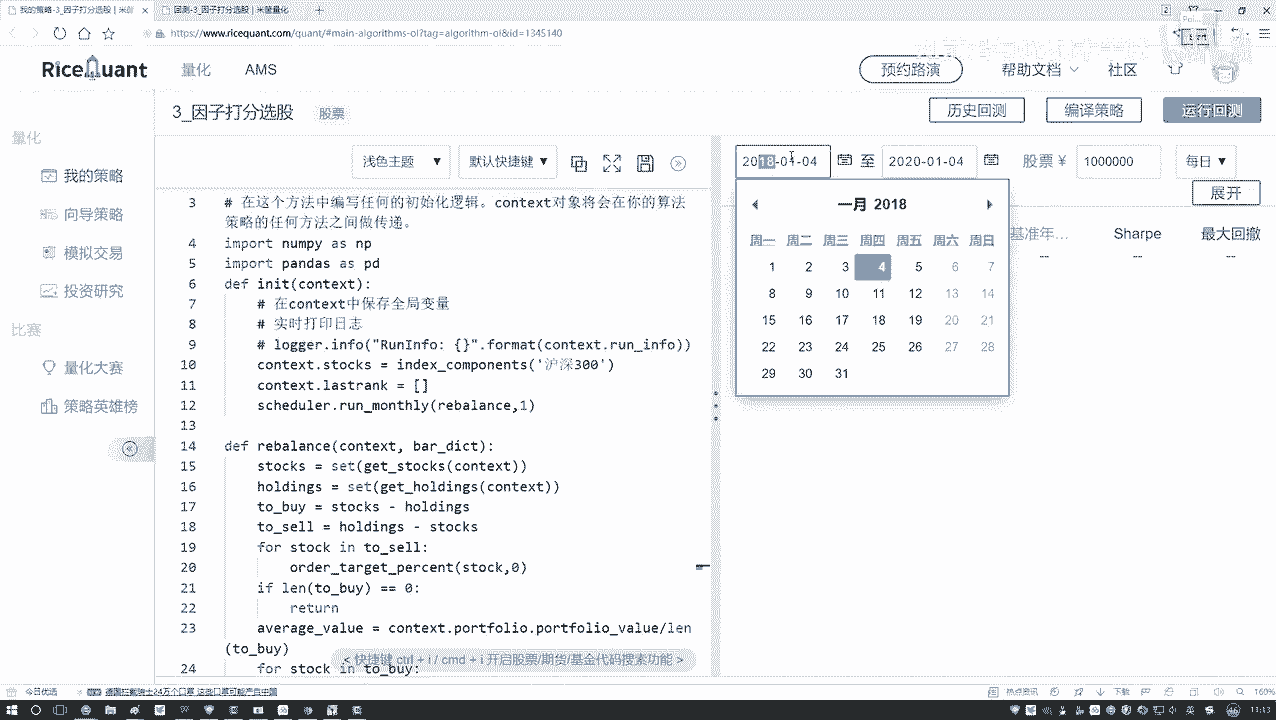 我的策略-3_因子打分选股 | 米
回测-3_因子打分选股 | 米筐量化
https://www.ricequant.com/quant/#main-algorithms-ol?tag=algorithm-ol&id=1345140
RiceQuant
量化
AMS
预约路演
帮助文档
社区
3_因子打分选股
股票
历史回测
编译策略
运行回测
量化
我的策略
向导策略
模拟交易
投资研究
比赛
量化大赛
策略英雄榜
浅色主题
默认快捷键
3 # 在这个方法中编写任何的初始化逻辑。context对象将会在你的算法
策略的任何方法之间做传递。
4 import numpy as np
5 import pandas as pd
6 def init(context):
7 # 在context中保存全局变量
8 # 实时打印日志
9 # logger.info("RunInfo: {}".format(context.run_info))
10 context.stocks = index_components('沪深300')
11 context.lastrank = []
12 scheduler.run_monthly(rebalance,1)
13
14 def rebalance(context, bar_dict):
15 stocks = set(get_stocks(context))
16 holdings = set(get_holdings(context))
17 to_buy = stocks - holdings
18 to_sell = holdings - stocks
19 for stock in to_sell:
20 order_target_percent(stock,0)
21 if len(to_buy) == 0:
22 return
23 average_value = context.portfolio.portfolio_value/len
(to_buy)
24 for stock in to_buy:
< 快捷键 ctrl + i / cmd + i 开启股票/期货/基金代码搜索功能 >
2018-01-04 至 2020-01-04 股票 ¥ 1000000 每日
展开
一月 2018
周一 周二 周三 周四 周五 周六 周日
1 2 3 4 5 6 7
8 9 10 11 12 13 14
15 16 17 18 19 20 21
22 23 24 25 26 27 28
29 30 31
基准年... Sharpe 最大回撤
-- -- --
今日优选
热点资讯
下载
160%
13:13